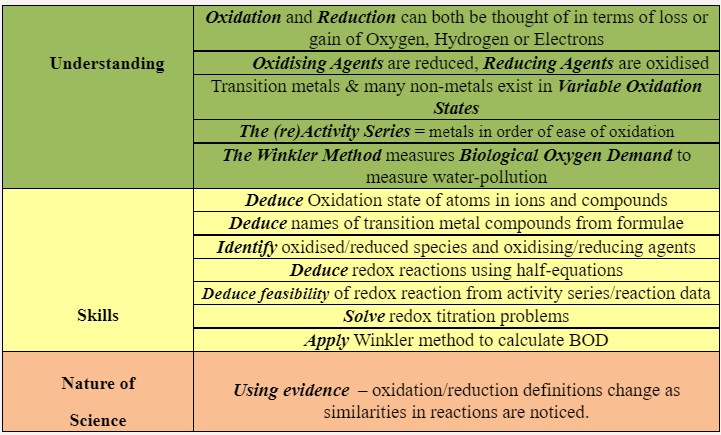 Oxidation and Reduction can both be thought of in terms of loss or
gain of Oxygen, Hydrogen or Electrons
Understanding
Oxidising Agents are reduced, Reducing Agents are oxidised
Transition metals & many non-metals exist in Variable Oxidation
States
The (re)Activity Series = metals in order of ease of oxidation
The Winkler Method measures Biological Oxygen Demand to
measure water-pollution
Skills
Deduce Oxidation state of atoms in ions and compounds
Deduce names of transition metal compounds from formulae
Identify oxidised/reduced species and oxidising/reducing agents
Deduce redox reactions using half-equations
Deduce feasibility of redox reaction from activity series/reaction data
Solve redox titration problems
Apply Winkler method to calculate BOD
Nature of
Science
Using evidence – oxidation/reduction definitions change as
similarities in reactions are noticed.